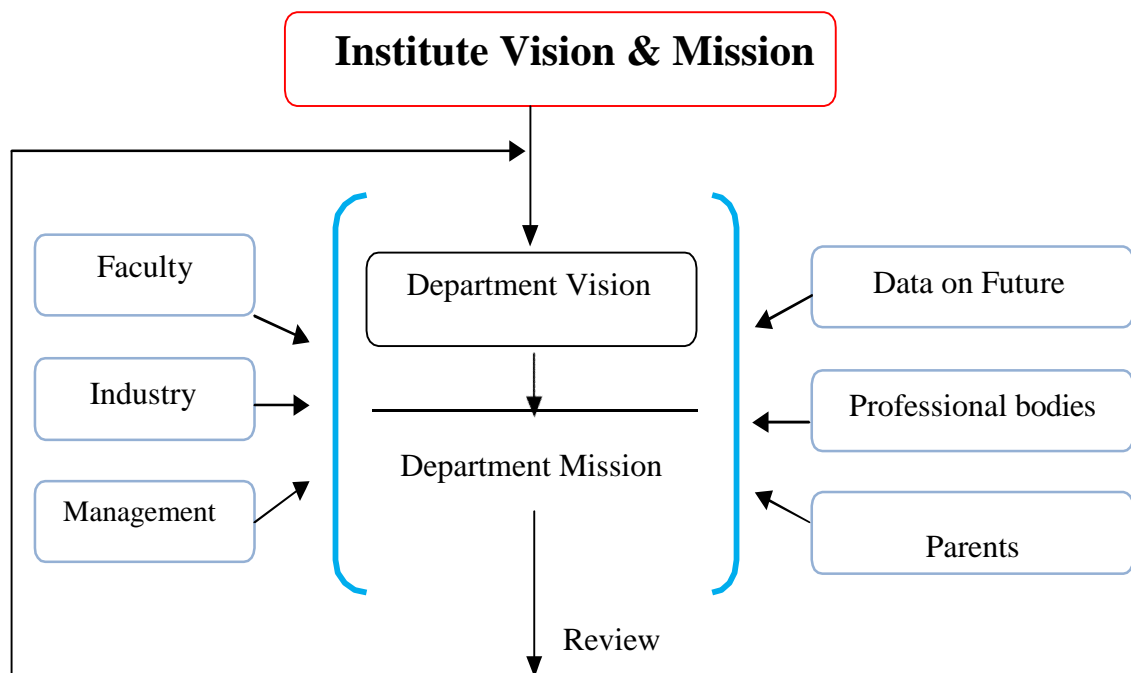 Institute Vision & Mission
Faculty
Department Vision
Data on Future
Industry
Professional bodies
Department Mission
Management
Parents
Review